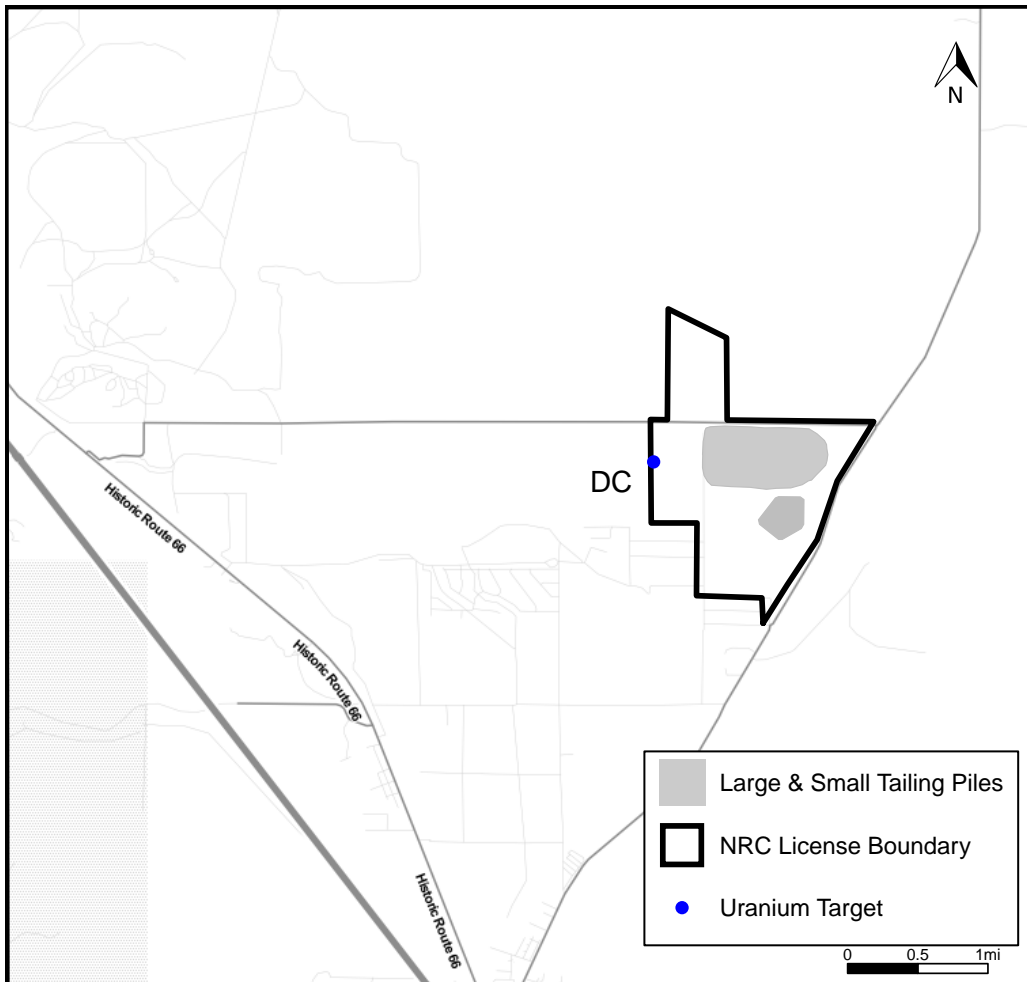 N
DC
Historic Route 66
Historic Route 66
Historic Route 66
Large & Small Tailing Piles
NRC License Boundary
Uranium Target
0 0.5 1mi